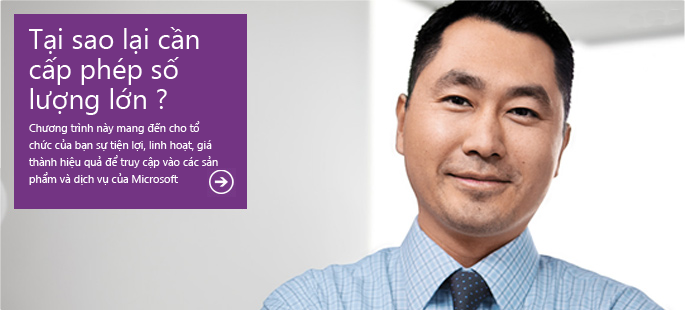 Tại sao lại cần
cấp phép số
lượng lớn ?
Chương trình này mang đến cho tổ
chức của bạn sự tiện lợi, linh hoạt, giá
thành hiệu quả để truy cập vào các sản
phẩm và dịch vụ của Microsoft